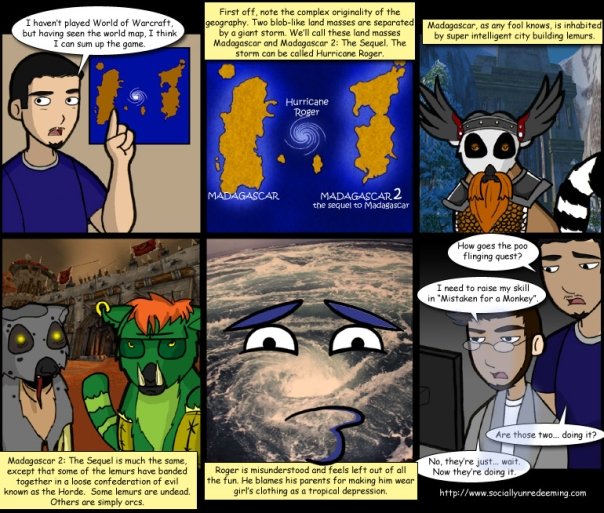 I haven't played World of Warcraft,
but having seen the world map, I think
I can sum up the game.
First off, note the complex originality of the
geography. Two blob-like land masses are separated
by a giant storm. We'll call these land masses
Madagascar and Madagascar 2: The Sequel. The
storm can be called Hurricane Roger.
Hurricane
Roger
MADAGASCAR
MADAGASCAR 2
the sequel to Madagascar
Madagascar, as any fool knows, is inhabited
by super intelligent city building lemurs.
Madagascar 2: The Sequel is much the same,
except that some of the lemurs have banded
together in a loose confederation of evil
known as the Horde. Some lemurs are undead.
Others are simply orcs.
Roger is misunderstood and feels left out of all
the fun. He blames his parents for making him wear
girl's clothing as a tropical depression.
How goes the poo
flinging quest?
I need to raise my skill
in "Mistaken for a Monkey".
Are those two... doing it?
No, they're just... wait.
Now they're doing it.
http://www.sociallyunredeeming.com